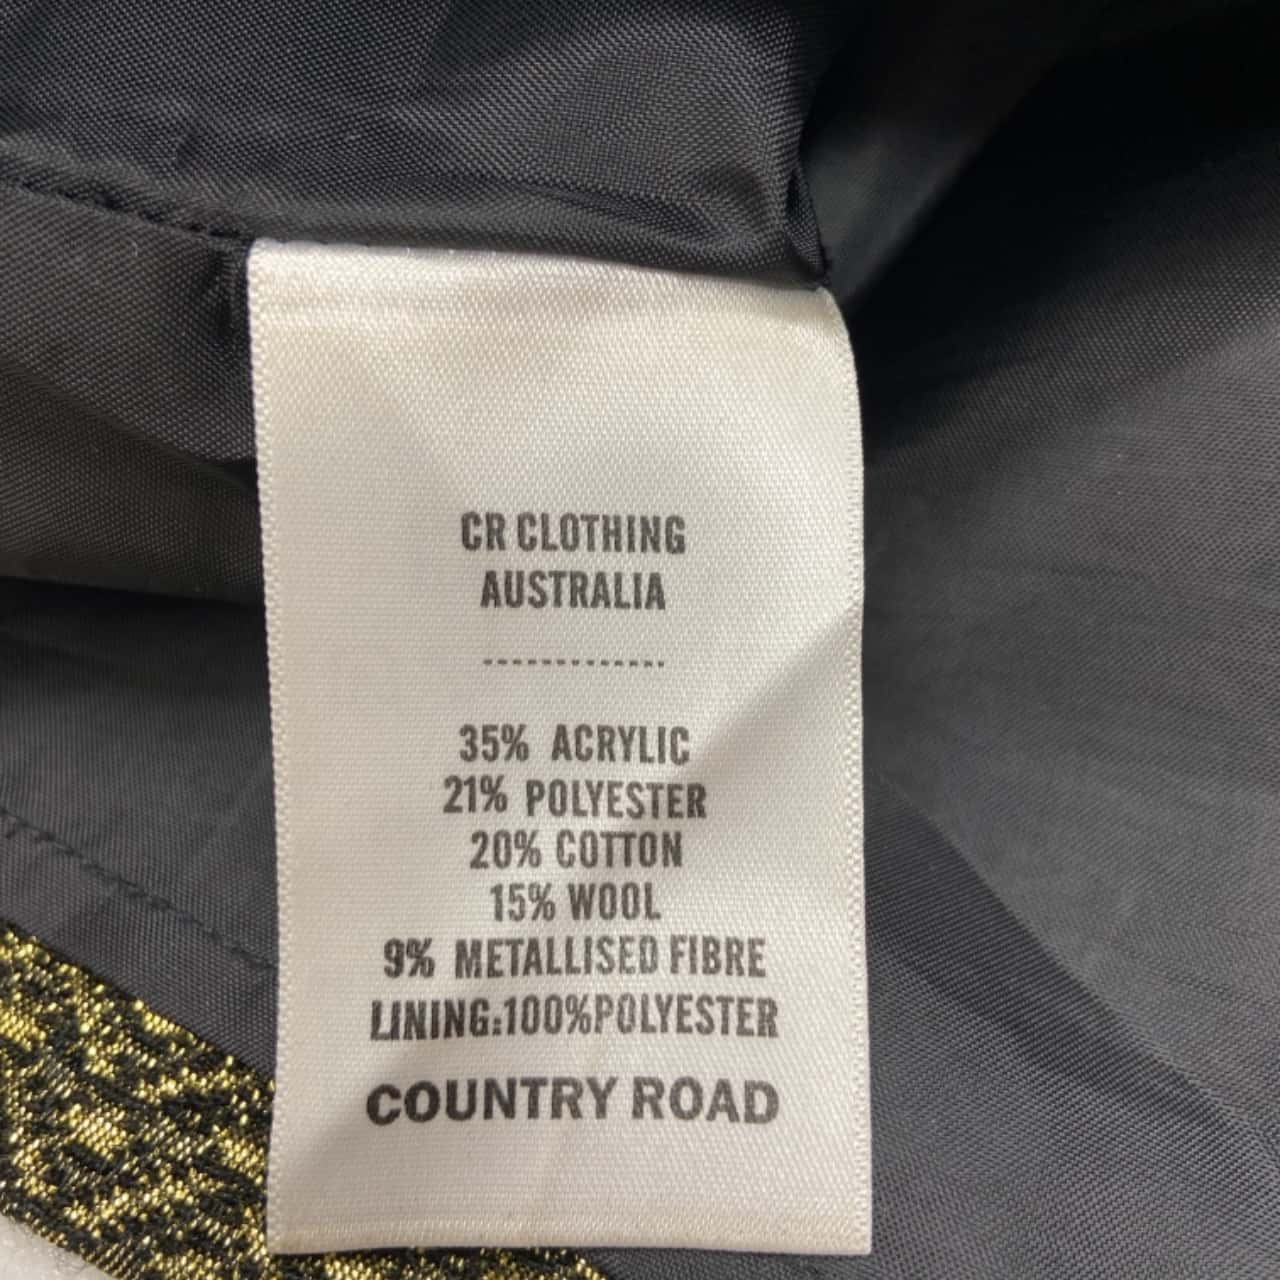 CR CLOTHING
AUSTRALIA
-------------
35% ACRYLIC
21% POLYESTER
20% COTTON
15% WOOL
9% METALLISED FIBRE
LINING:100%POLYESTER
COUNTRY ROAD